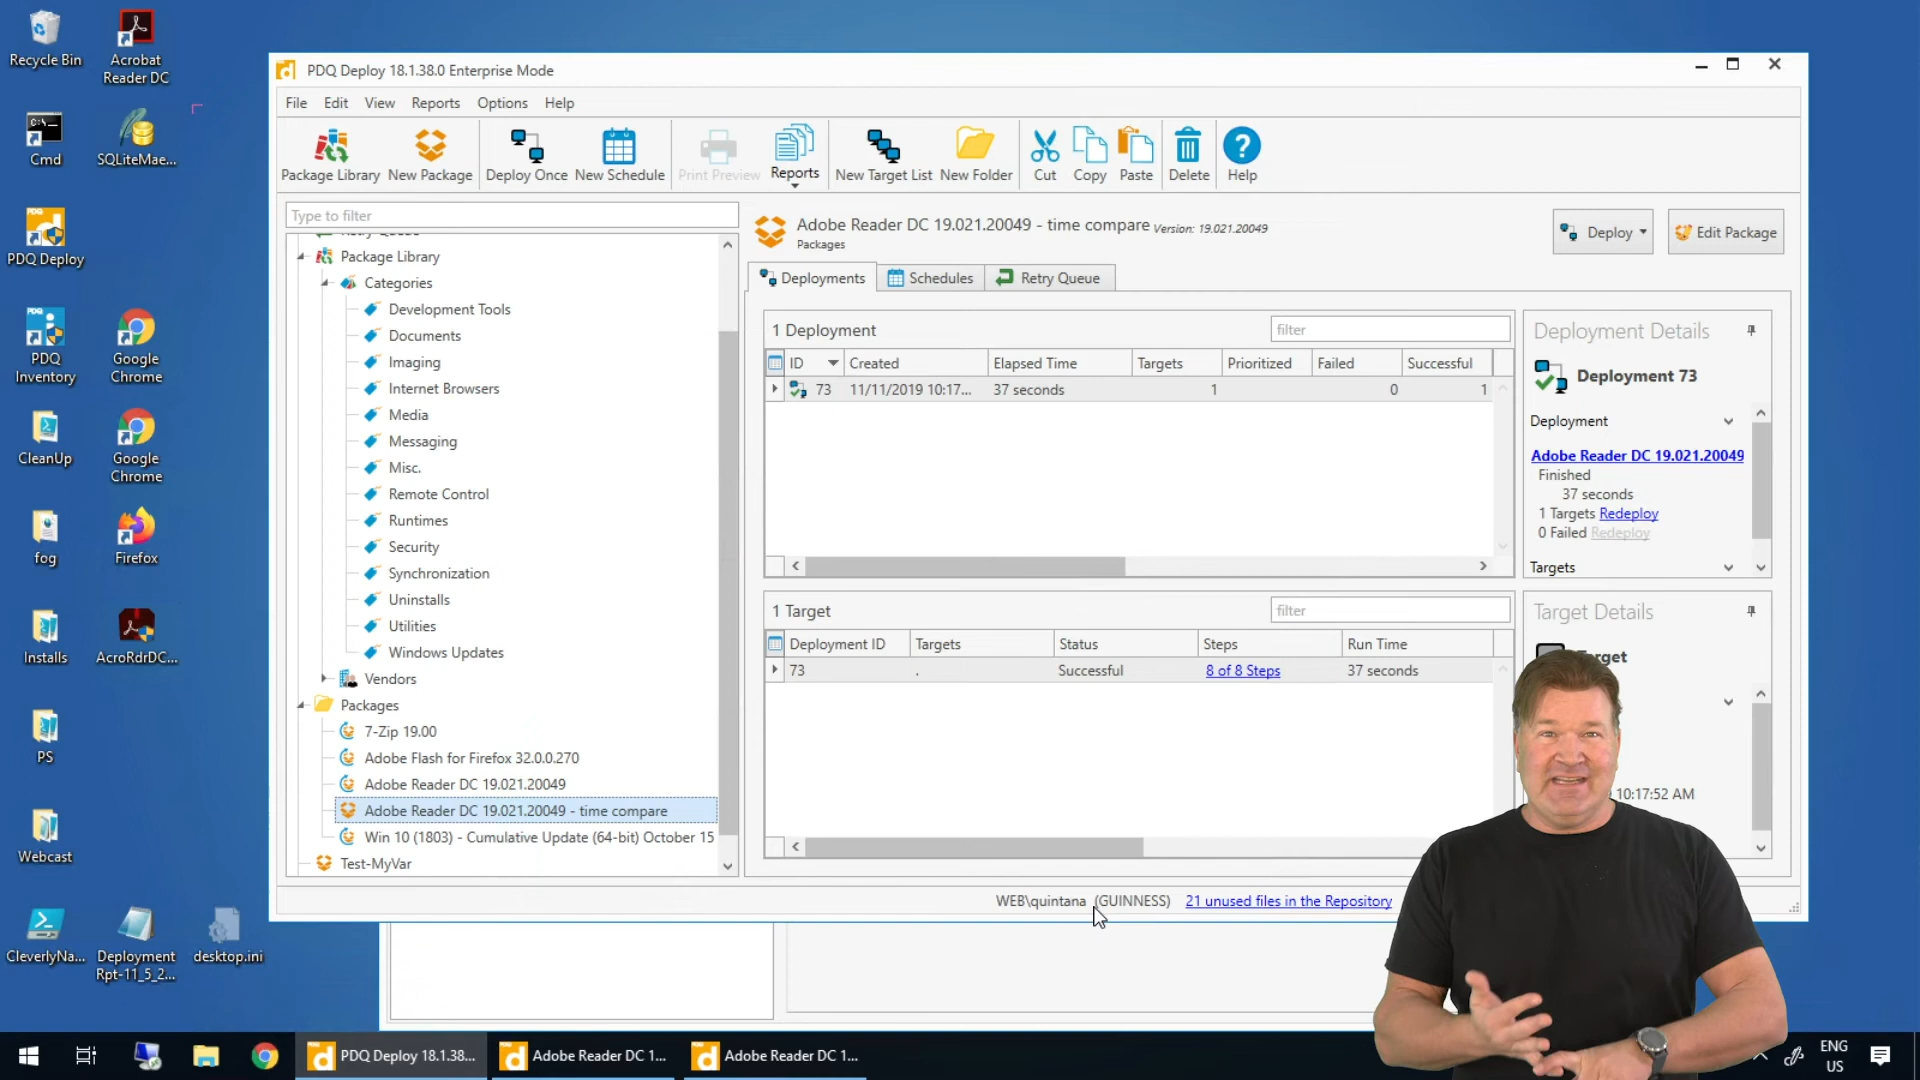 Recycle Bin
Acrobat
Reader DC
Cmd
SQLiteMae...
PDQ Deploy
PDQ
Inventory
Google
Chrome
CleanUp
Google
Chrome
fog
Firefox
Installs
AcroRdrDC...
PS
Webcast
CleverlyNa...
Deployment
Rpt-11_5_2...
desktop.ini
PDQ Deploy 18.1.38.0 Enterprise Mode
File Edit View Reports Options Help
Package Library New Package Deploy Once New Schedule Print Preview Reports New Target List New Folder Cut Copy Paste Delete Help
Type to filter
Retry Queue
Package Library
Categories
Development Tools
Documents
Imaging
Internet Browsers
Media
Messaging
Misc.
Remote Control
Runtimes
Security
Synchronization
Uninstalls
Utilities
Windows Updates
Vendors
Packages
7-Zip 19.00
Adobe Flash for Firefox 32.0.0.270
Adobe Reader DC 19.021.20049
Adobe Reader DC 19.021.20049 - time compare
Win 10 (1803) - Cumulative Update (64-bit) October 15
Test-MyVar
Adobe Reader DC 19.021.20049 - time compare Version: 19.021.20049
Packages
Deploy
Edit Package
Deployments Schedules Retry Queue
1 Deployment
filter
ID Created Elapsed Time Targets Prioritized Failed Successful
73 11/11/2019 10:17... 37 seconds 1 0 1
Deployment Details
Deployment 73
Deployment
Adobe Reader DC 19.021.20049
Finished
37 seconds
1 Targets Redeploy
0 Failed Redeploy
Targets
1 Target
filter
Deployment ID Targets Status Steps Run Time
73 . Successful 8 of 8 Steps 37 seconds
Target Details
10:17:52 AM
WEB\quintana (GUINNESS) 21 unused files in the Repository
PDQ Deploy 18.1.38...
Adobe Reader DC 1...
Adobe Reader DC 1...
ENG
US